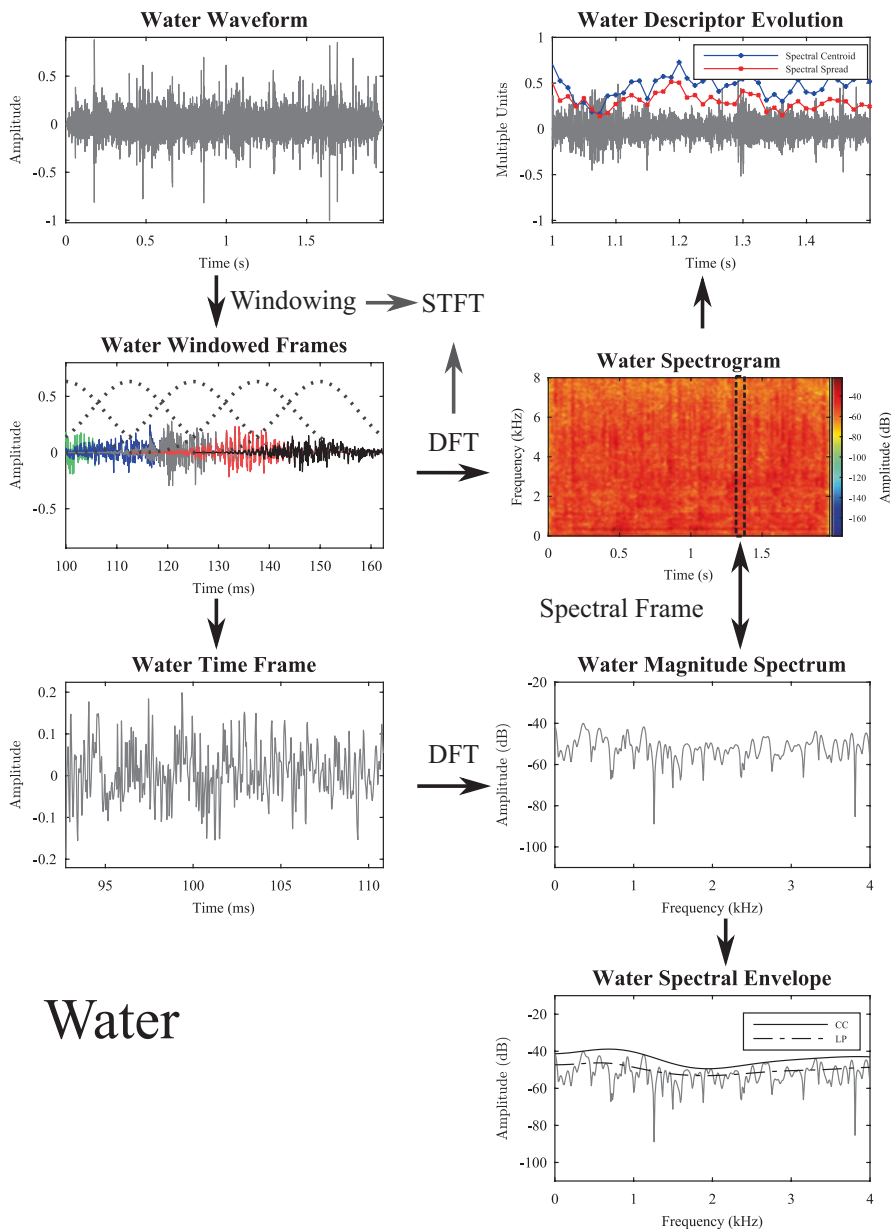 Water Waveform
Amplitude
0.5
0
-0.5
-1
0
0.5
1
1.5
Time (s)
Water Descriptor Evolution
Multiple Units
1
0.5
0
-0.5
-1
Spectral Centroid
Spectral Spread
1
1.1
1.2
1.3
1.4
Time (s)
Windowing
STFT
Water Windowed Frames
Amplitude
0.5
0
-0.5
100
110
120
130
140
150
160
Time (ms)
DFT
Water Spectrogram
Frequency (kHz)
8
6
4
2
0
0
0.5
1
1.5
Time (s)
-40
-60
-80
-100
-120
-140
-160
Amplitude (dB)
Spectral Frame
Water Time Frame
Amplitude
0.2
0.1
0
-0.1
-0.2
95
100
105
110
Time (ms)
DFT
Water Magnitude Spectrum
Amplitude (dB)
-20
-40
-60
-80
-100
0
1
2
3
4
Frequency (kHz)
Water
Water Spectral Envelope
Amplitude (dB)
-20
-40
-60
-80
-100
CC
LP
0
1
2
3
4
Frequency (kHz)